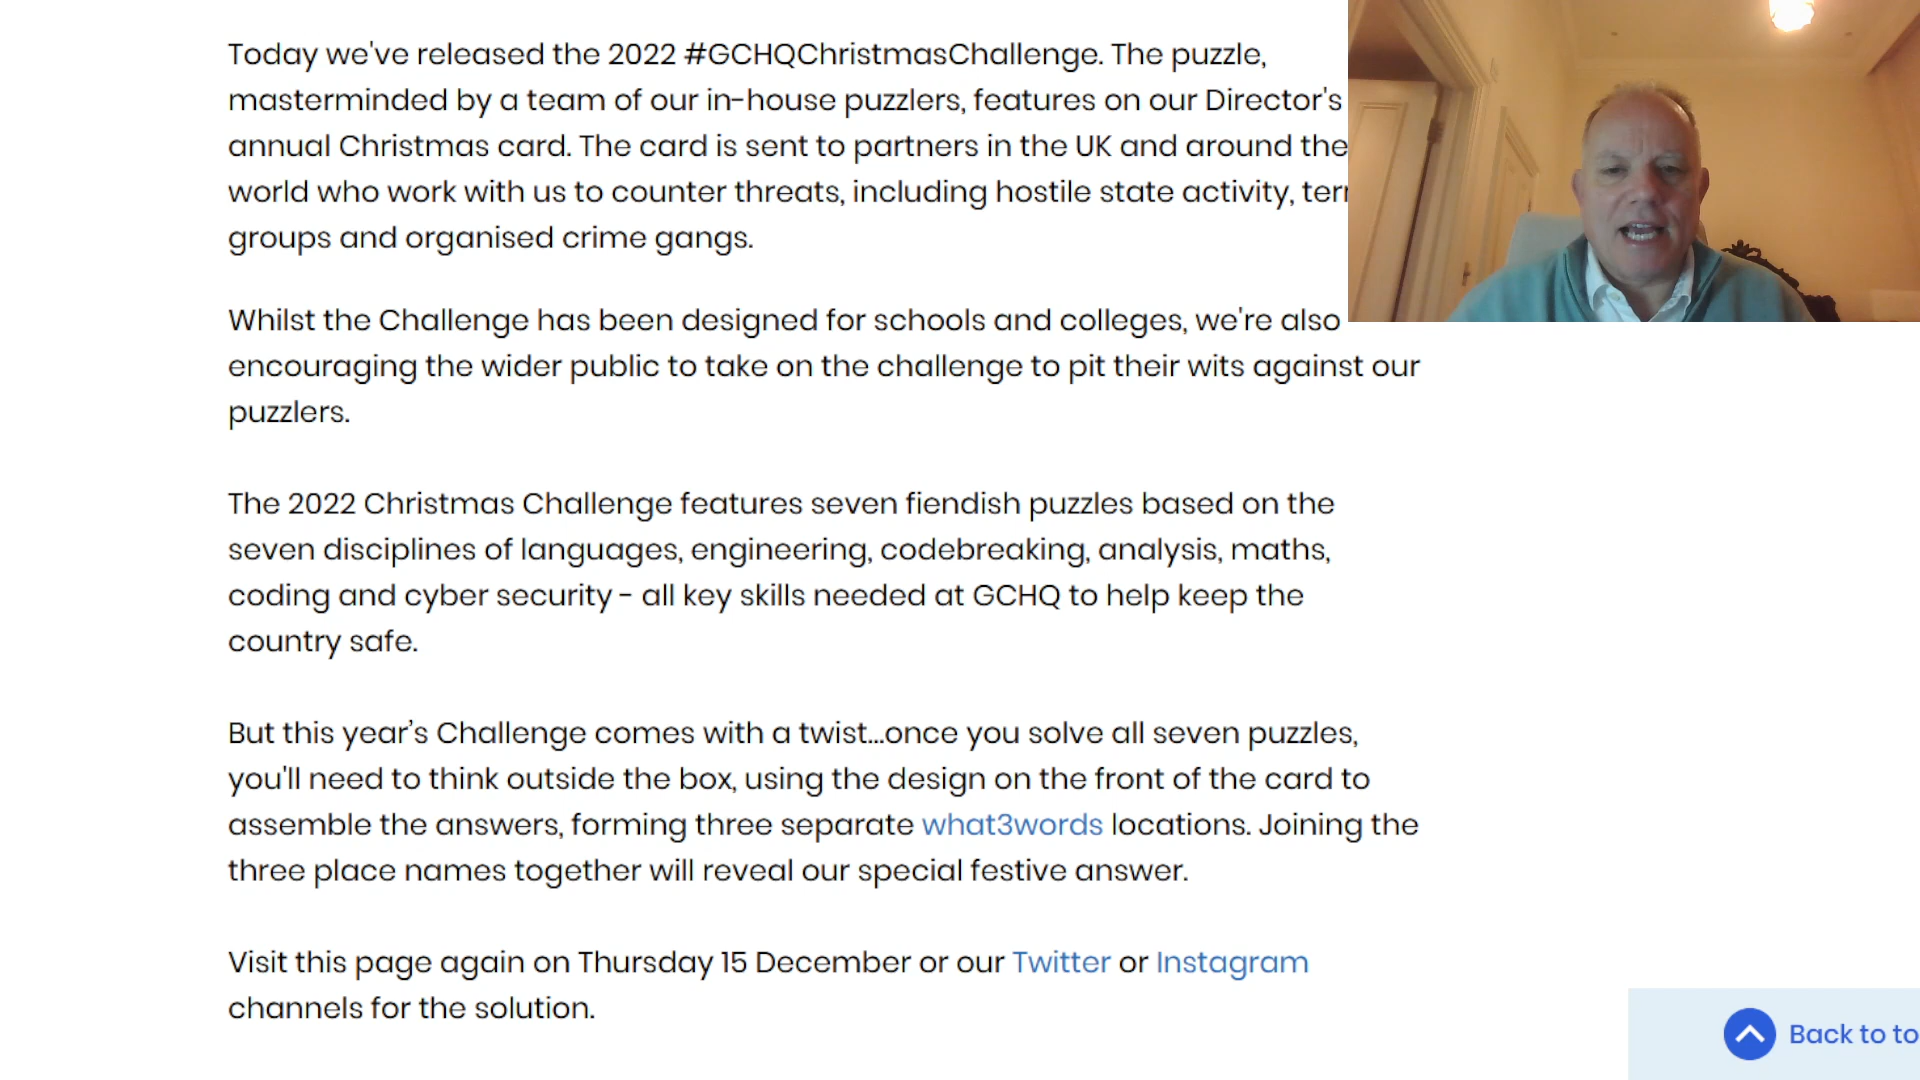 Today we've released the 2022 #GCHQChristmasChallenge. The puzzle,
masterminded by a team of our in-house puzzlers, features on our Director's
annual Christmas card. The card is sent to partners in the UK and around the
world who work with us to counter threats, including hostile state activity,
groups and organised crime gangs.
Whilst the Challenge has been designed for schools and colleges, we're also
encouraging the wider public to take on the challenge to pit their wits against our
puzzlers.
The 2022 Christmas Challenge features seven fiendish puzzles based on the
seven disciplines of languages, engineering, codebreaking, analysis, maths,
coding and cyber security - all key skills needed at GCHQ to help keep the
country safe.
But this year’s Challenge comes with a twist...once you solve all seven puzzles,
you'll need to think outside the box, using the design on the front of the card to
assemble the answers, forming three separate what3words locations. Joining the
three place names together will reveal our special festive answer.
Visit this page again on Thursday 15 December or our Twitter or Instagram
channels for the solution.
Back to to